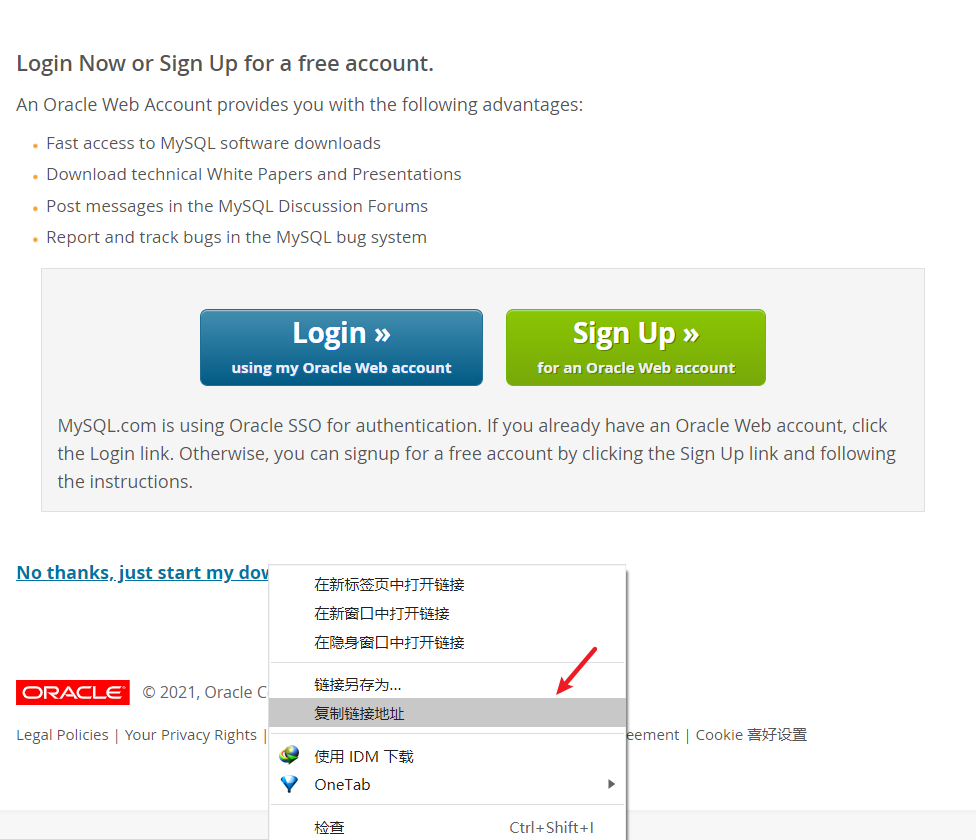 Login Now or Sign Up for a free account.
An Oracle Web Account provides you with the following advantages:
Fast access to MySQL software downloads
Download technical White Papers and Presentations
Post messages in the MySQL Discussion Forums
Report and track bugs in the MySQL bug system
Login »
using my Oracle Web account
Sign Up »
for an Oracle Web account
MySQL.com is using Oracle SSO for authentication. If you already have an Oracle Web account, click
the Login link. Otherwise, you can signup for a free account by clicking the Sign Up link and following
the instructions.
No thanks, just start my
在新标签页中打开链接
在新窗口中打开链接
在隐身窗口中打开链接
链接另存为...
复制链接地址
使用 IDM 下载
OneTab
检查 Ctrl+Shift+I
ORACLE © 2021, Oracle
Legal Policies | Your Privacy Rights | | Cookie 喜好设置